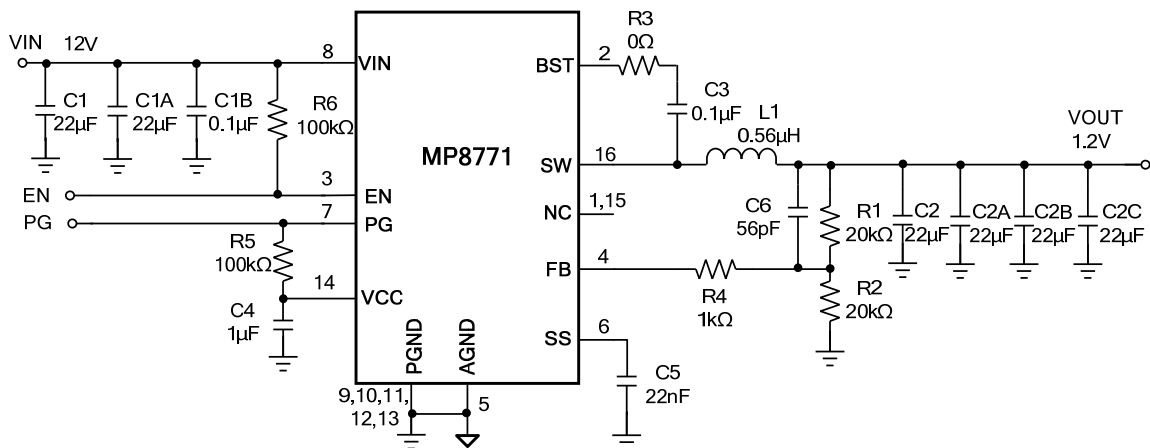 VIN 12V
8
VIN
C1
22µF
C1A
22µF
C1B
0.1µF
R6
100kΩ
EN
3
EN
PG
7
PG
R5
100kΩ
14
VCC
C4
1µF
MP8771
PGND
AGND
9,10,11,
12,13
5
BST
2
R3
0Ω
C3
0.1µF
L1
0.56µH
SW
16
NC
1,15
FB
4
R4
1kΩ
SS
6
C5
22nF
C6
56pF
R1
20kΩ
R2
20kΩ
C2
22µF
C2A
22µF
C2B
22µF
C2C
22µF
VOUT
1.2V